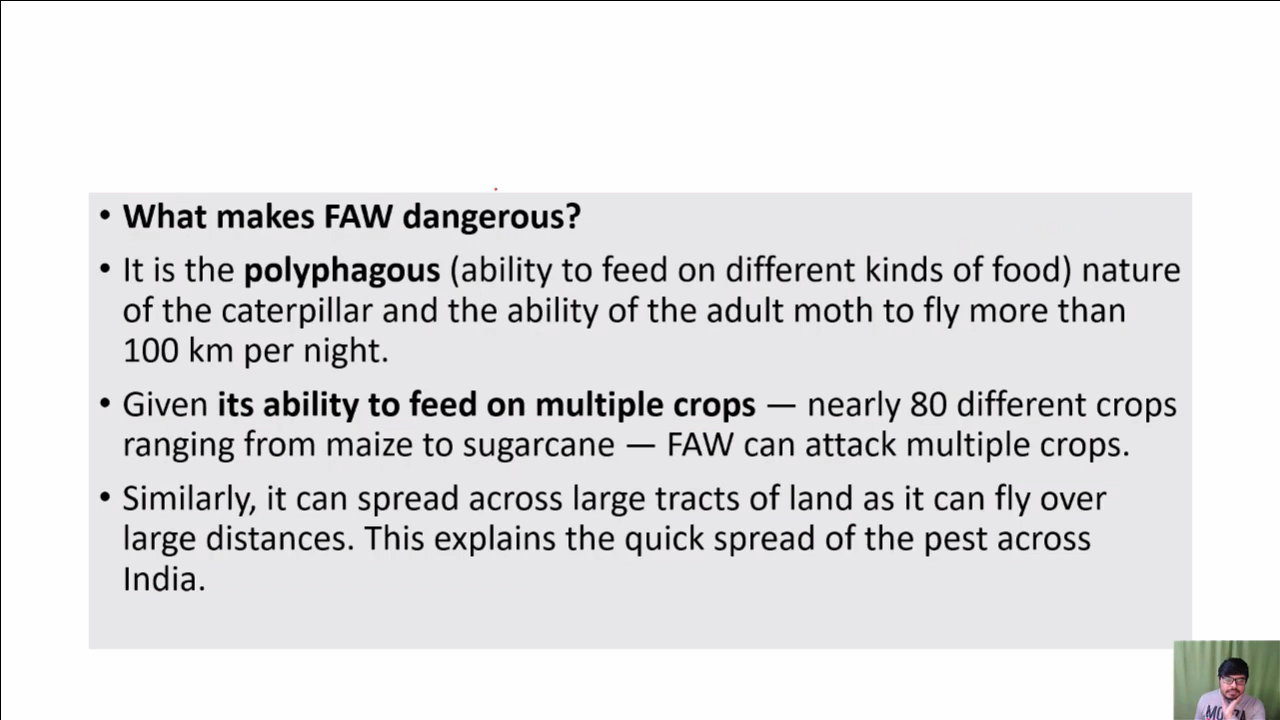 • What makes FAW dangerous?
• It is the polyphagous (ability to feed on different kinds of food) nature
of the caterpillar and the ability of the adult moth to fly more than
100 km per night.
• Given its ability to feed on multiple crops — nearly 80 different crops
ranging from maize to sugarcane — FAW can attack multiple crops.
• Similarly, it can spread across large tracts of land as it can fly over
large distances. This explains the quick spread of the pest across
India.